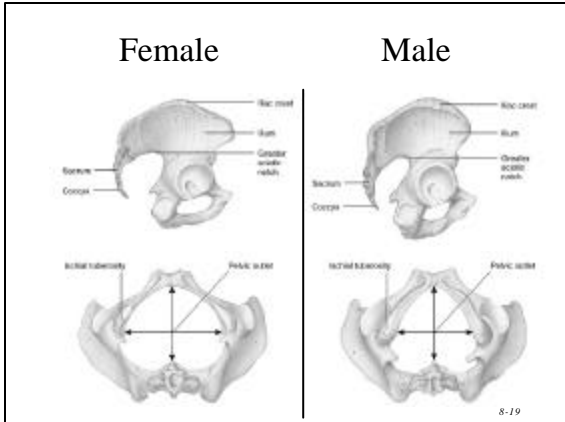 Female
Iliac crest
Ilium
Greater
sciatic
notch
Sacrum
Coccyx
Ischial tuberosity
Pelvic outlet
Male
Iliac crest
Ilium
Greater
sciatic
notch
Sacrum
Coccyx
Ischial tuberosity
Pelvic outlet
8-19